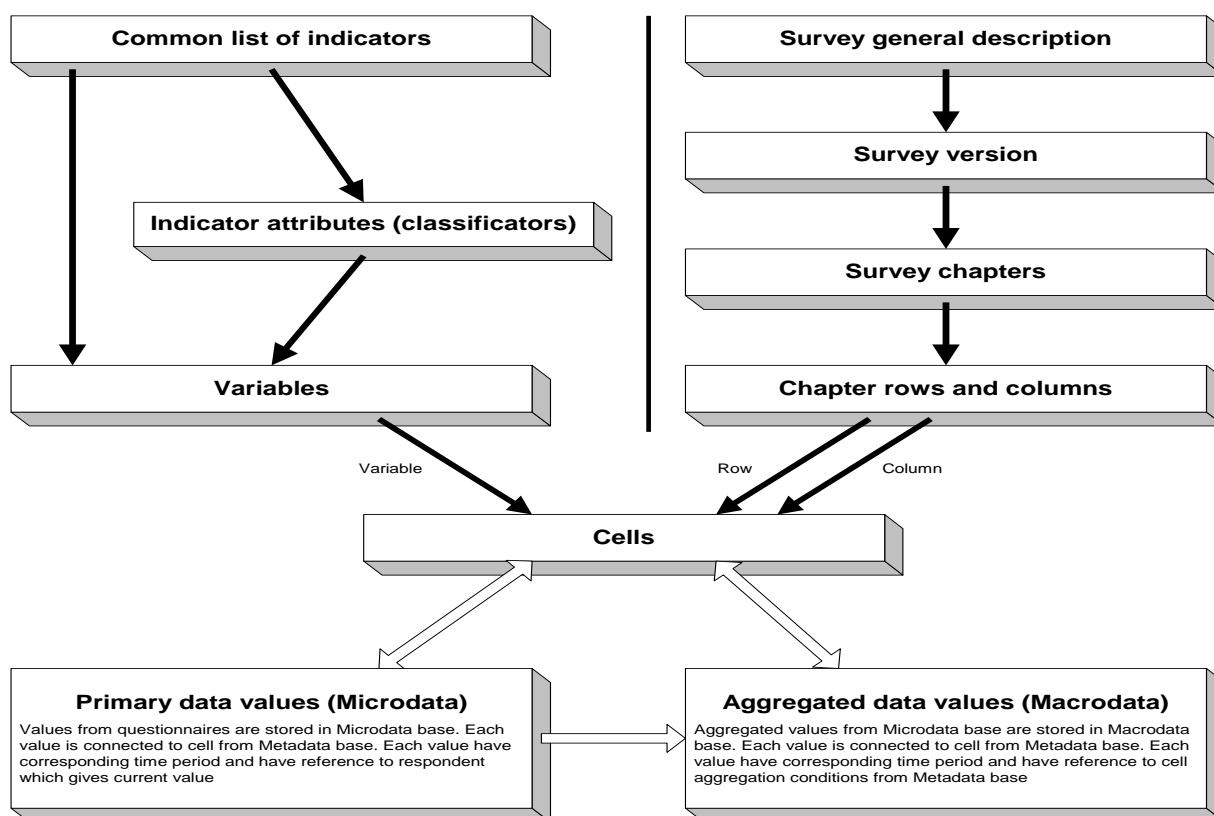 Common list of indicators
Survey general description
Survey version
Indicator attributes (classificators)
Survey chapters
Variables
Chapter rows and columns
Variable
Row
Column
Cells
Primary data values (Microdata)
Values from questionnaires are stored in Microdata base. Each
value is connected to cell from Metadata base. Each value have
corresponding time period and have reference to respondent
which gives current value
Aggregated data values (Macrodata)
Aggregated values from Microdata base are stored in Macrodata
base. Each value is connected to cell from Metadata base. Each
value have corresponding time period and have reference to cell
aggregation conditions from Metadata base